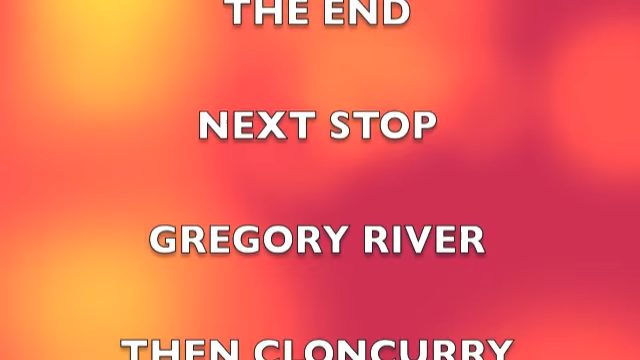 THE END
NEXT STOP
GREGORY RIVER
THEN CLONCURRY